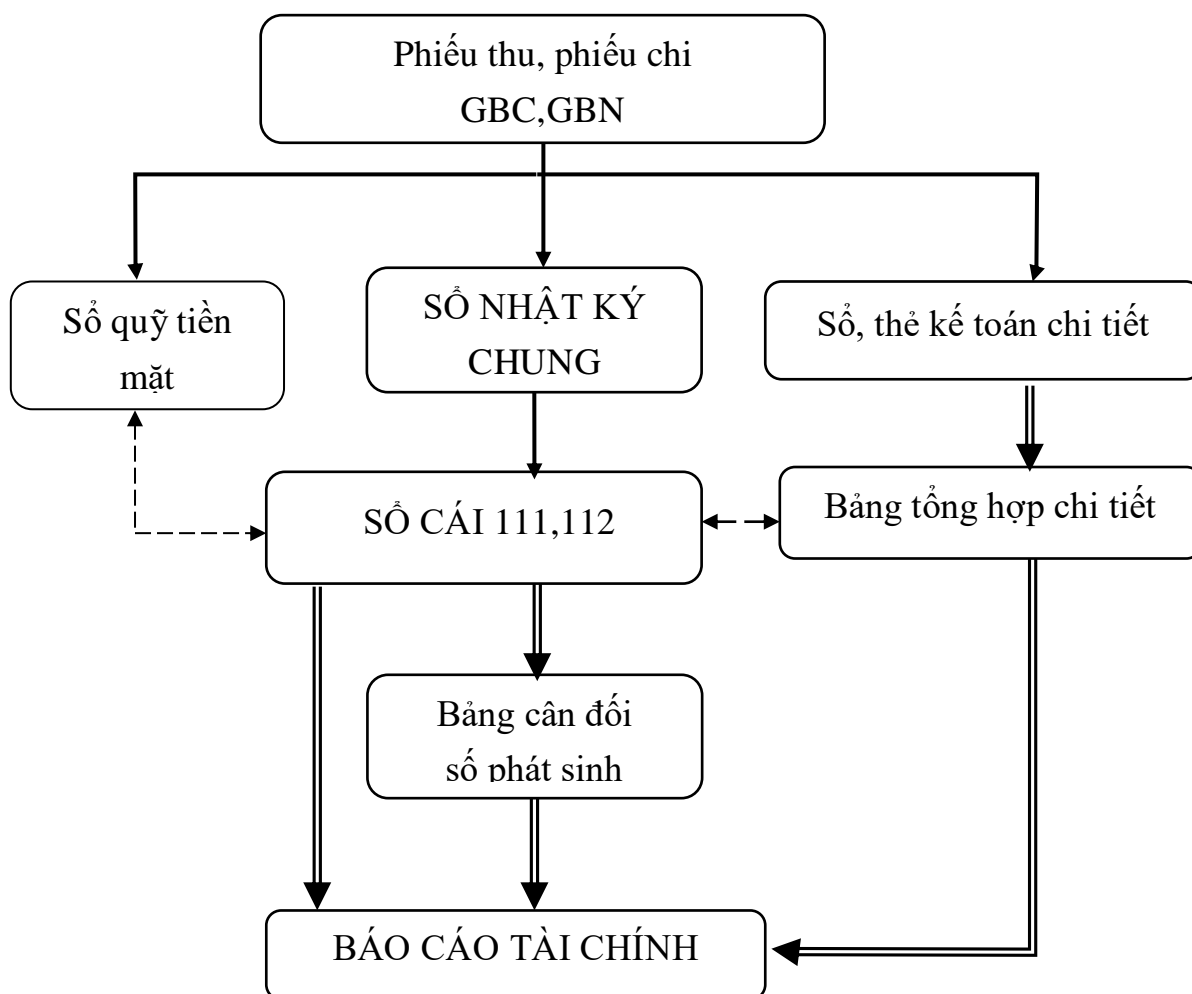 Phiếu thu, phiếu chi
GBC,GBN
Sổ quỹ tiền
mặt
SỔ NHẬT KÝ
CHUNG
Sổ, thẻ kế toán chi tiết
SỔ CÁI 111,112
Bảng tổng hợp chi tiết
Bảng cân đối
số phát sinh
BÁO CÁO TÀI CHÍNH